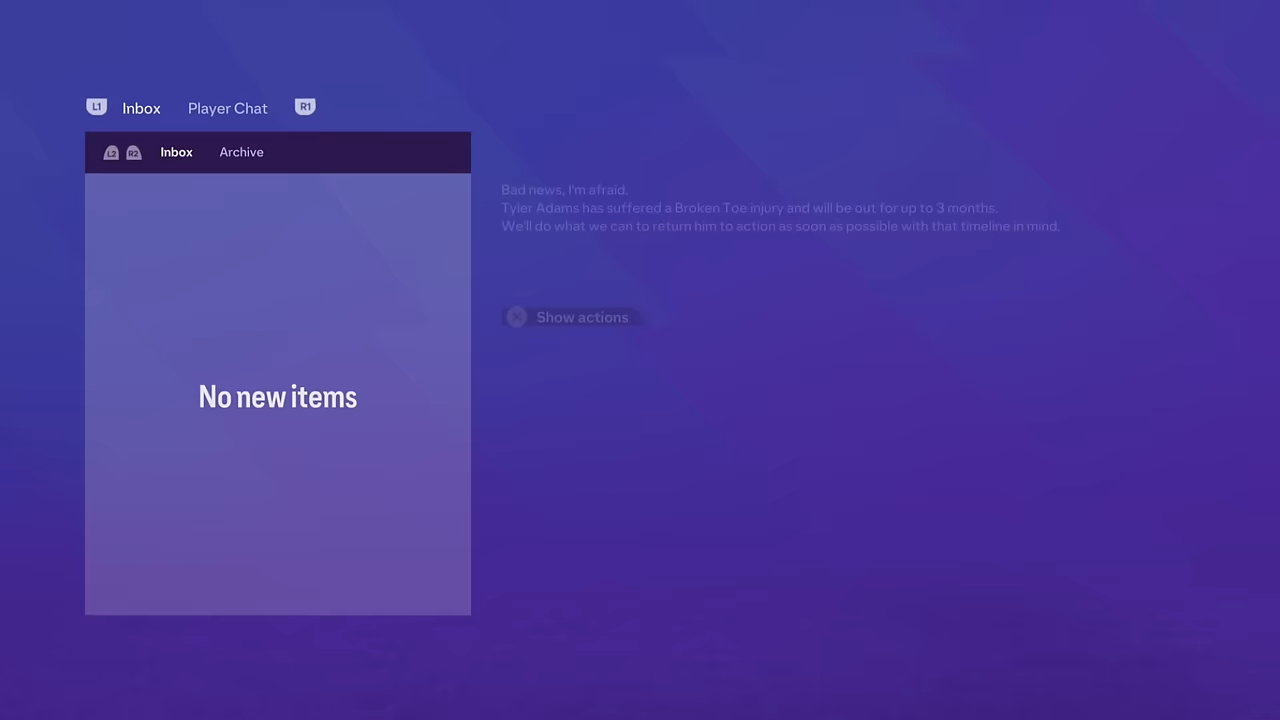 L1 Inbox Player Chat R1
L2 R2 Inbox Archive
Bad news, I'm afraid.
Tyler Adams has suffered a Broken Toe injury and will be out for up to 3 months.
We'll do what we can to return him to action as soon as possible with that timeline in mind.
Show actions
No new items